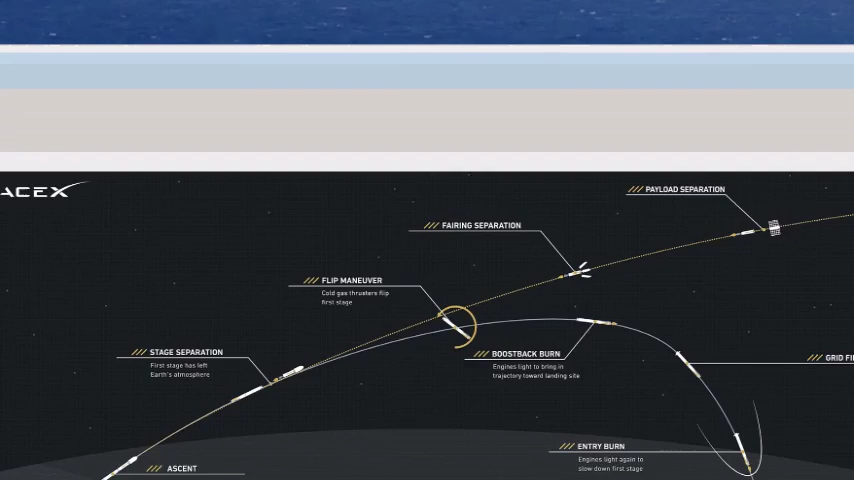 ACEX
PAYLOAD SEPARATION
FAIRING SEPARATION
FLIP MANEUVER
Cold gas thrusters flip
first stage
STAGE SEPARATION
First stage has left
Earth's atmosphere
BOOSTBACK BURN
Engines light to bring in
trajectory toward landing site
GRID FI
ENTRY BURN
Engines light again to
slow down first stage
ASCENT